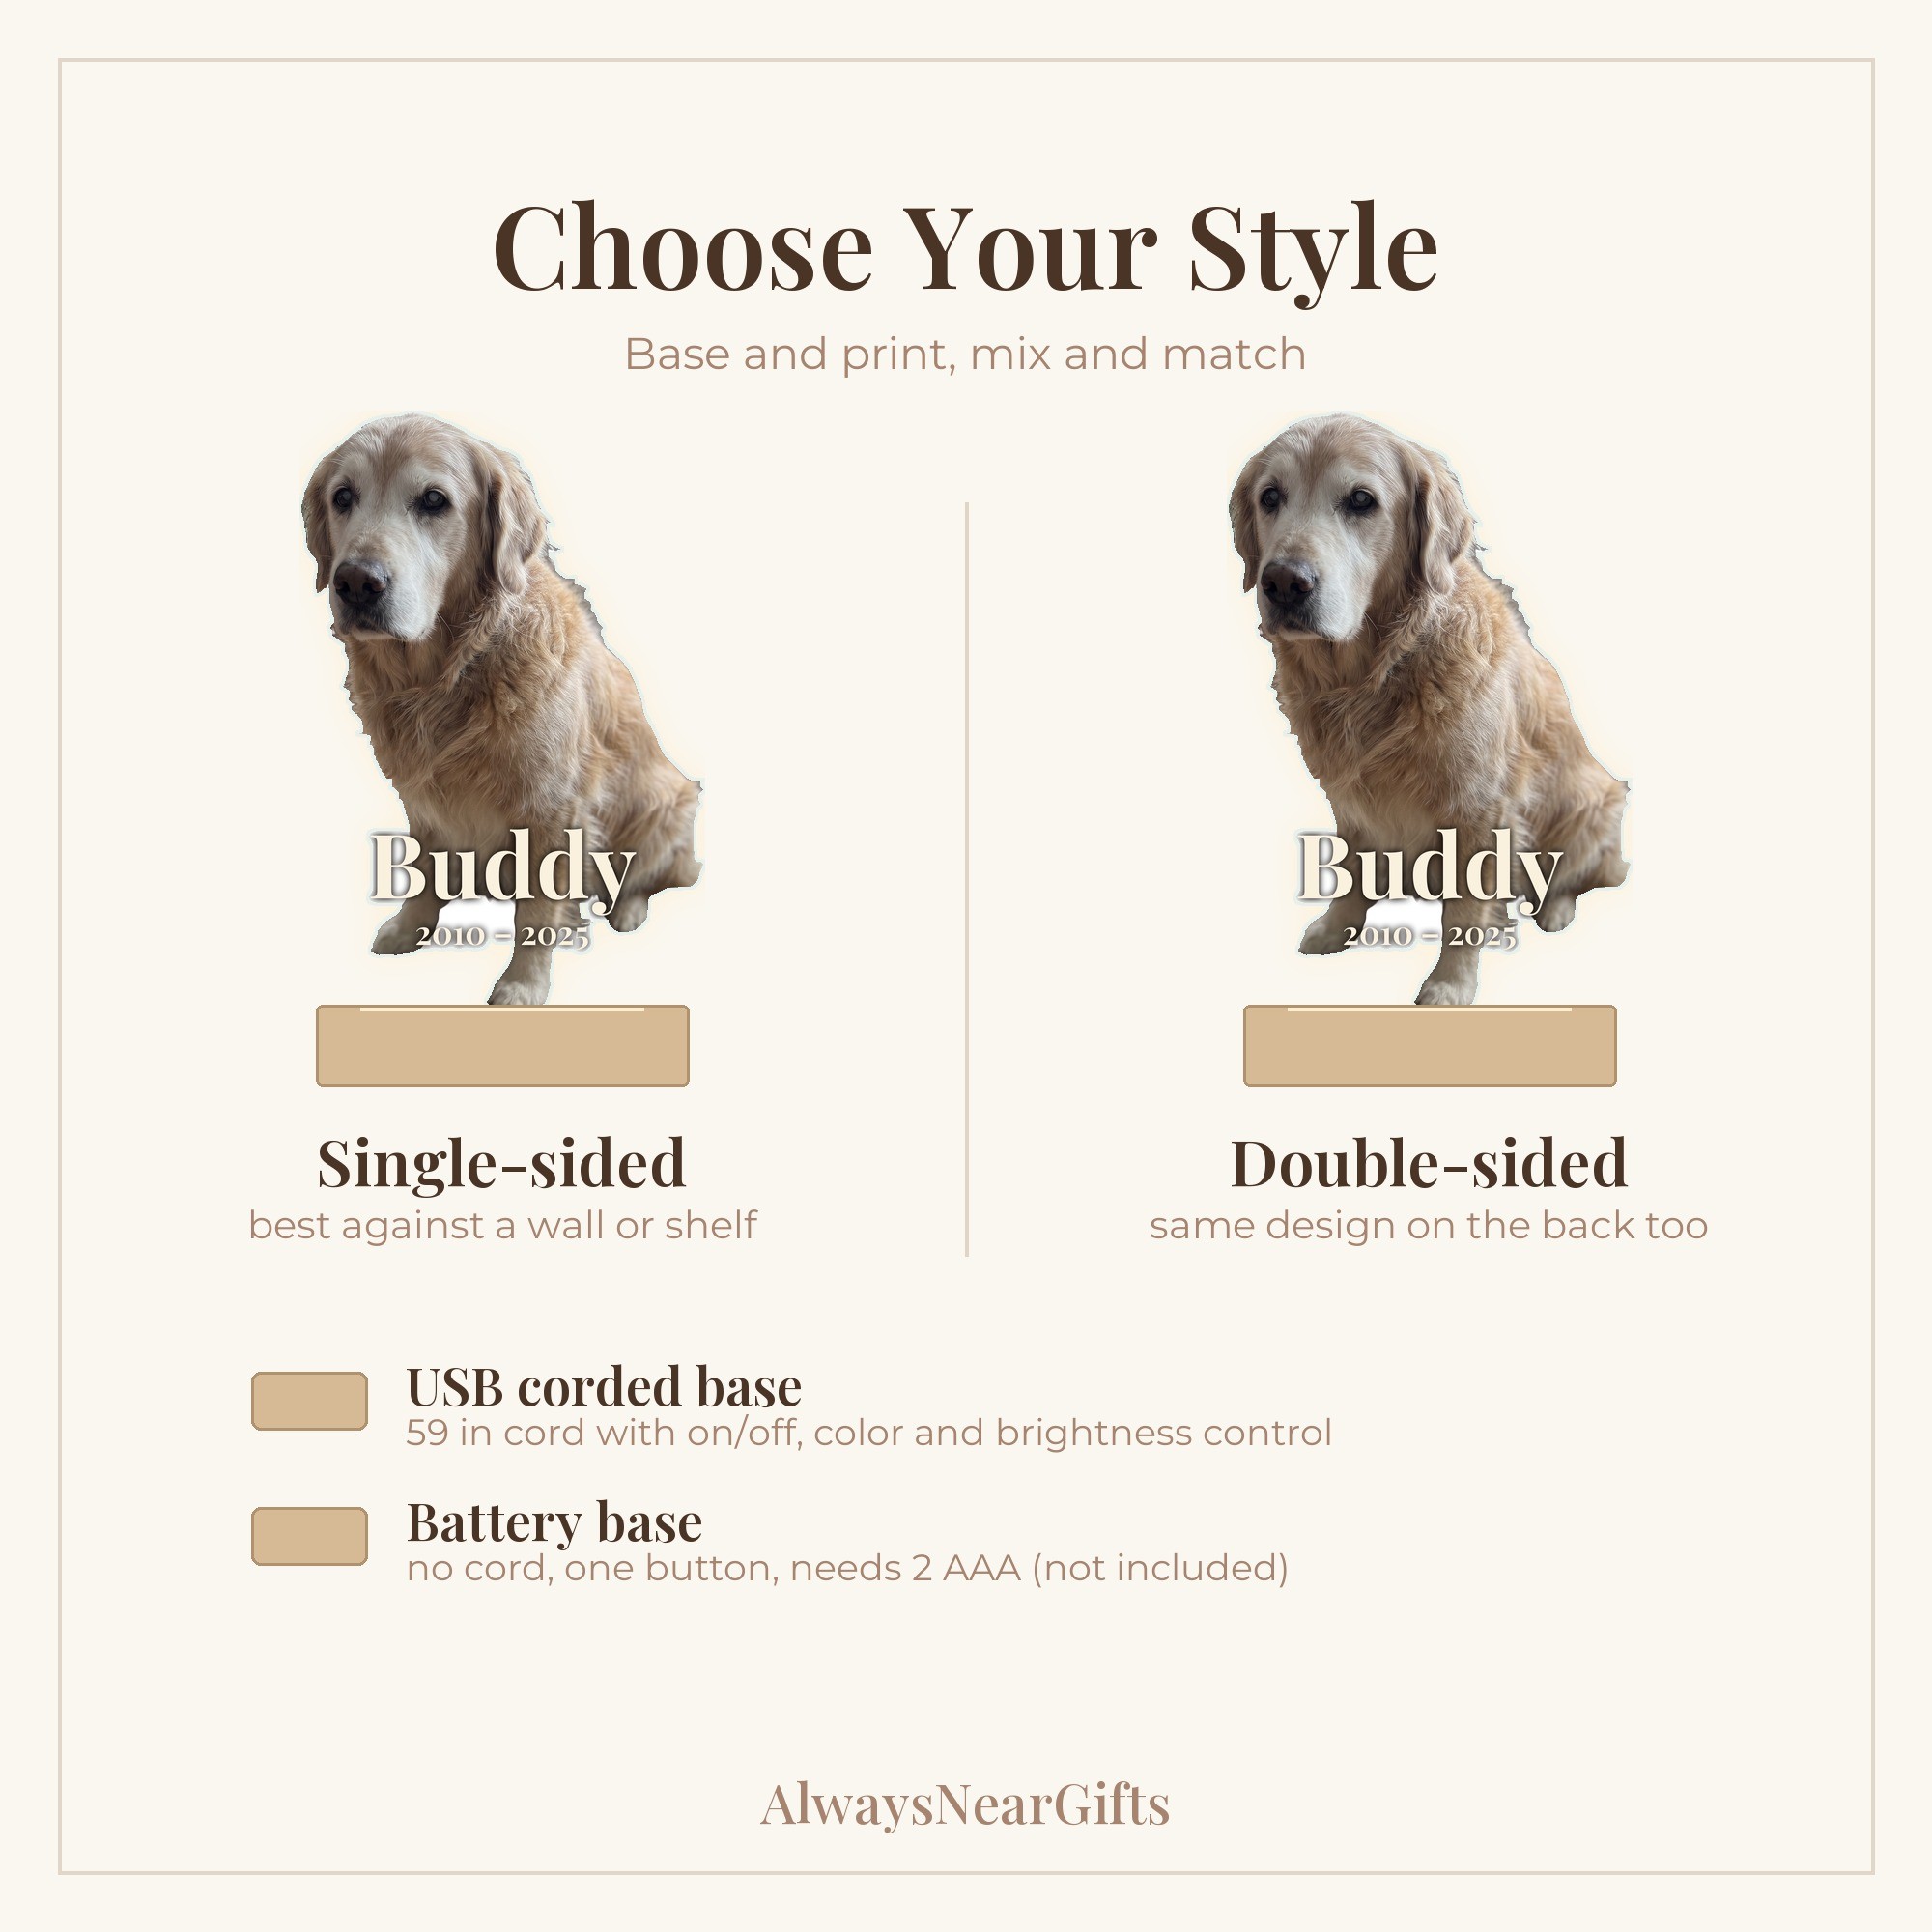 Choose Your Style
Base and print, mix and match
Buddy
2010 – 2025
Buddy
2010 – 2025
Single-sided
best against a wall or shelf
Double-sided
same design on the back too
USB corded base
59 in cord with on/off, color and brightness control
Battery base
no cord, one button, needs 2 AAA (not included)
AlwaysNearGifts